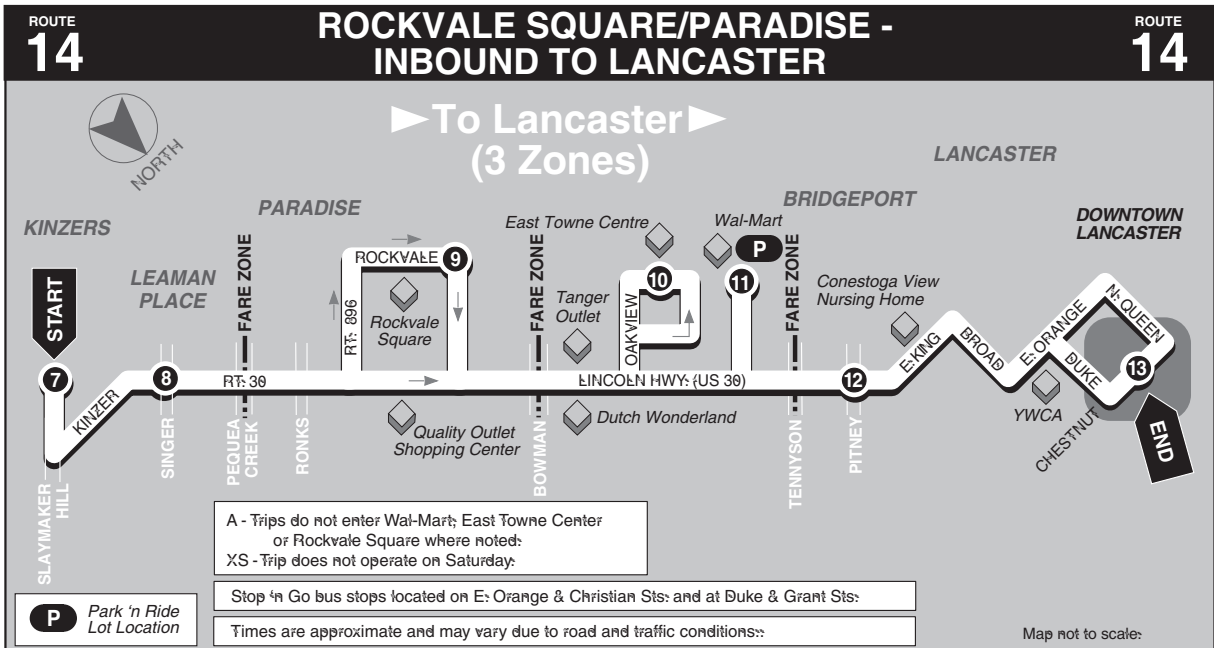 ROUTE
14
ROCKVALE SQUARE/PARADISE -
INBOUND TO LANCASTER
ROUTE
14
NORTH
To Lancaster
(3 Zones)
LANCASTER
KINZERS
PARADISE
BRIDGEPORT
DOWNTOWN
LANCASTER
LEAMAN
PLACE
START
7
KINZER
SLAYMAKER
HILL
8
SINGER
FARE ZONE
PEQUEA
CREEK
RT. 30
RONKS
RT. 896
ROCKVALE
9
Rockvale
Square
Quality Outlet
Shopping Center
FARE ZONE
BOWMAN
Tanger
Outlet
Dutch Wonderland
LINCOLN HWY. (US 30)
East Towne Centre
10
OAKVIEW
Wal-Mart
P
11
FARE ZONE
TENNYSON
12
PITNEY
Conestoga View
Nursing Home
E. KING
BROAD
E. ORANGE
N. QUEEN
DUKE
13
YWCA
CHESTNUT
END
A - Trips do not enter Wal-Mart, East Towne Center
or Rockvale Square where noted.
XS - Trip does not operate on Saturday.
Stop 'n Go bus stops located on E. Orange & Christian Sts. and at Duke & Grant Sts.
Times are approximate and may vary due to road and traffic conditions..
P
Park 'n Ride
Lot Location
Map not to scale.